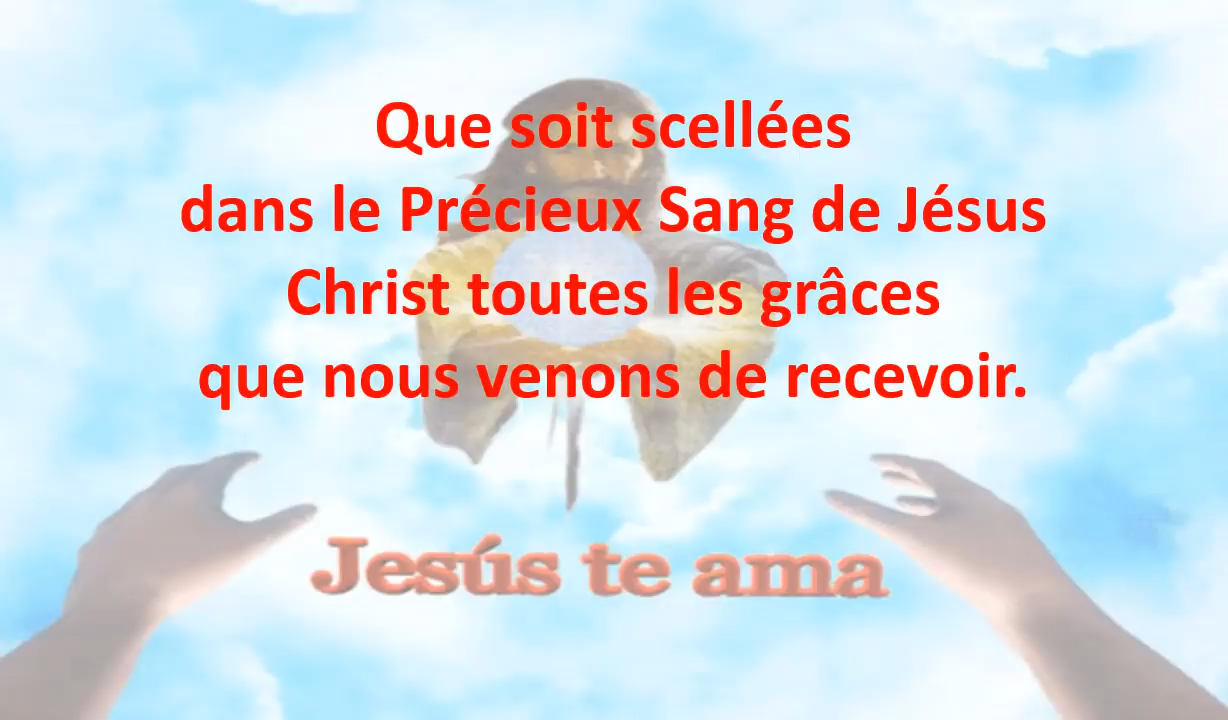 Que soit scellées
dans le Précieux Sang de Jésus
Christ toutes les grâces
que nous venons de recevoir.
Jesús te ama